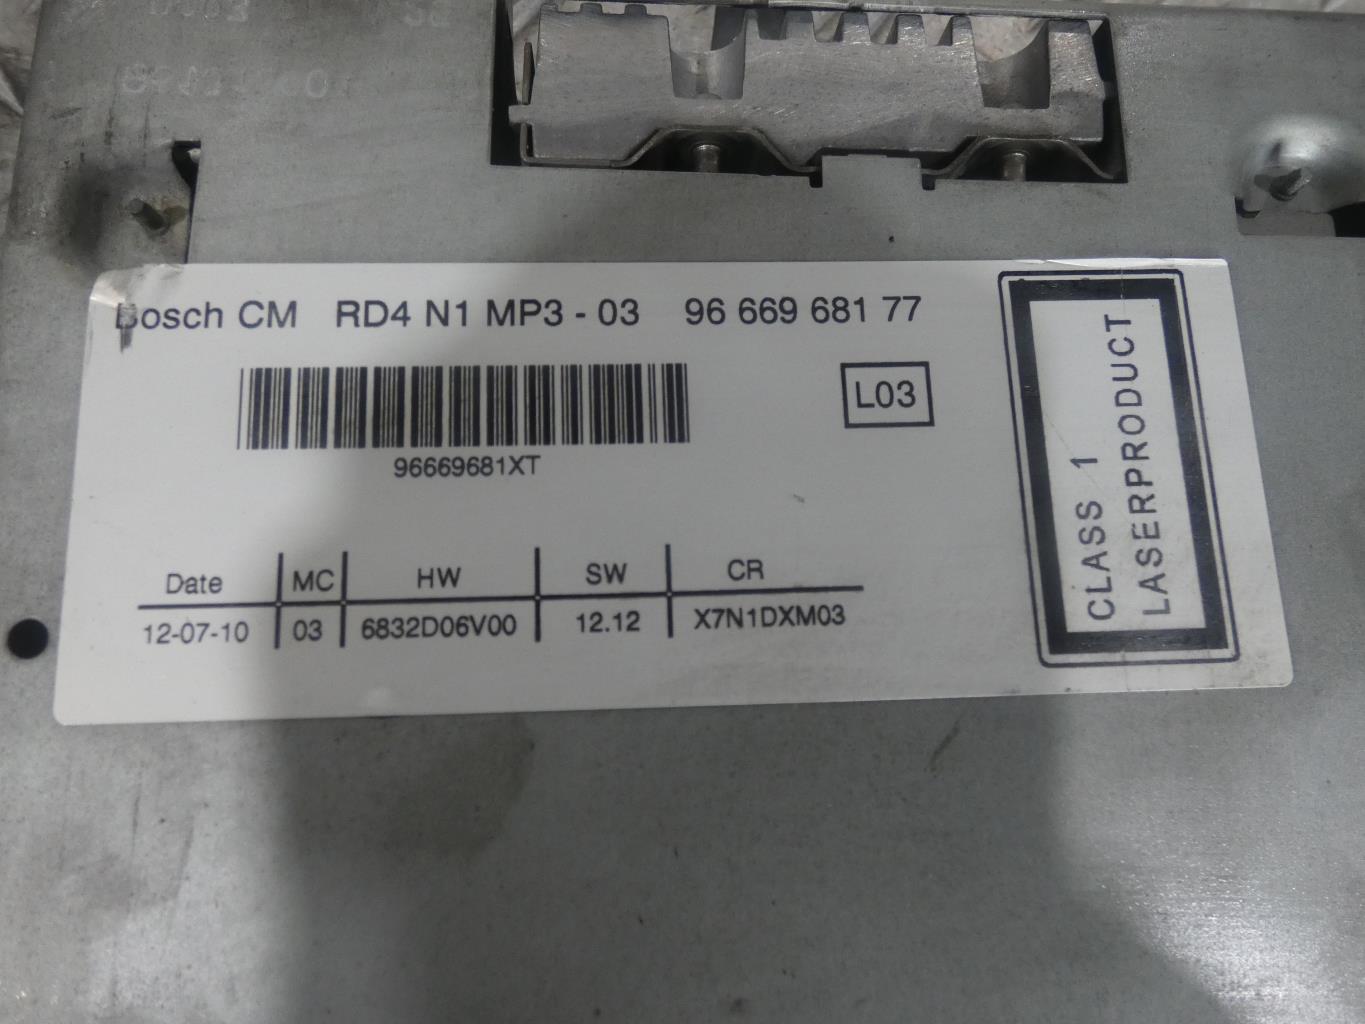 Bosch CM RD4 N1 MP3 - 03 96 669 681 77
L03
96669681XT
Date MC HW SW CR
12-07-10 03 6832D06V00 12.12 X7N1DXM03
CLASS 1
LASERPRODUCT